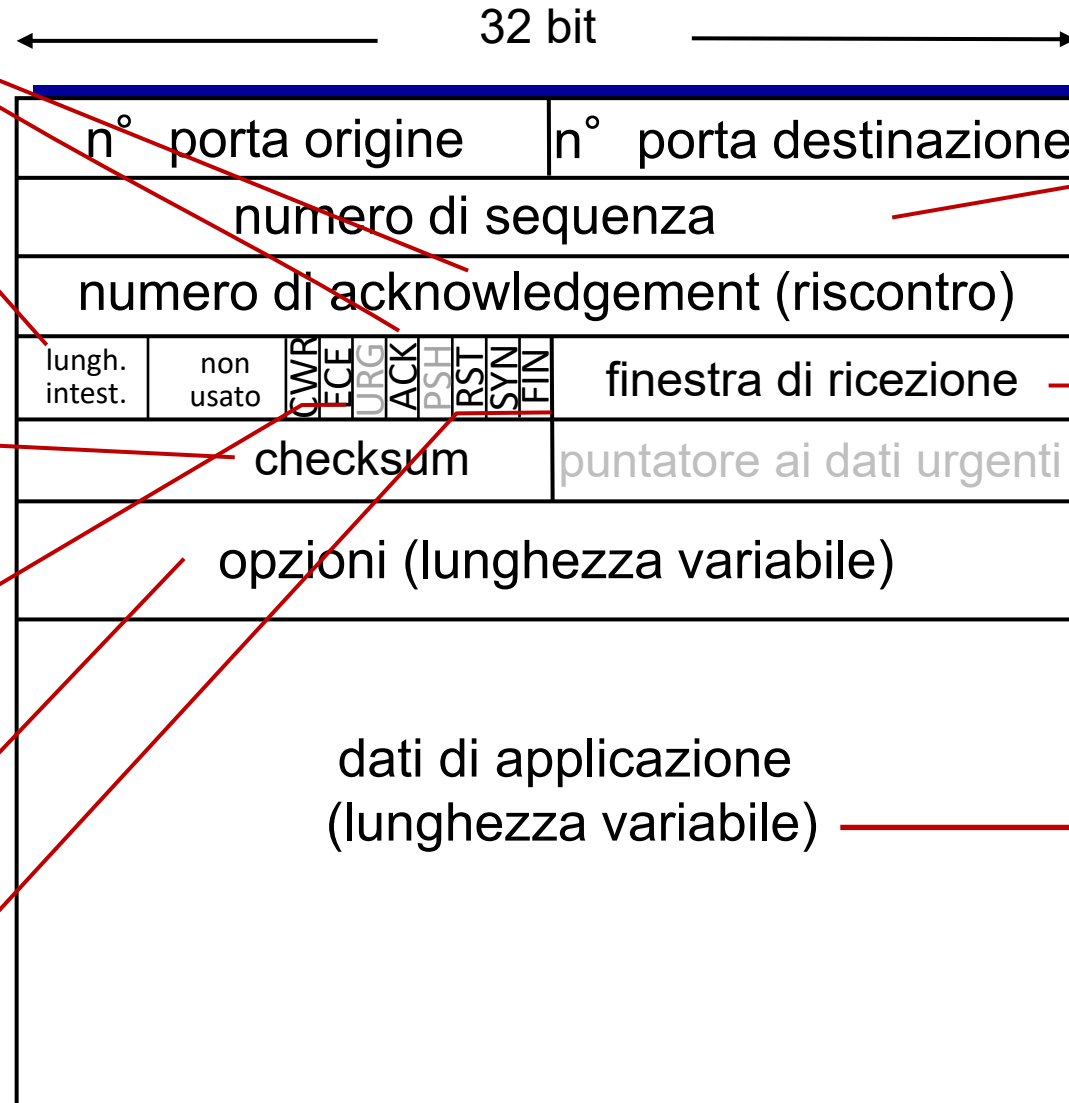 32 bit
n° porta origine
n° porta destinazione
numero di sequenza
numero di acknowledgement (riscontro)
lungh.
intest.
non
usato
CWR
ECE
URG
ACK
PSH
RST
SYN
FIN
finestra di ricezione
checksum
puntatore ai dati urgenti
opzioni (lunghezza variabile)
dati di applicazione
(lunghezza variabile)